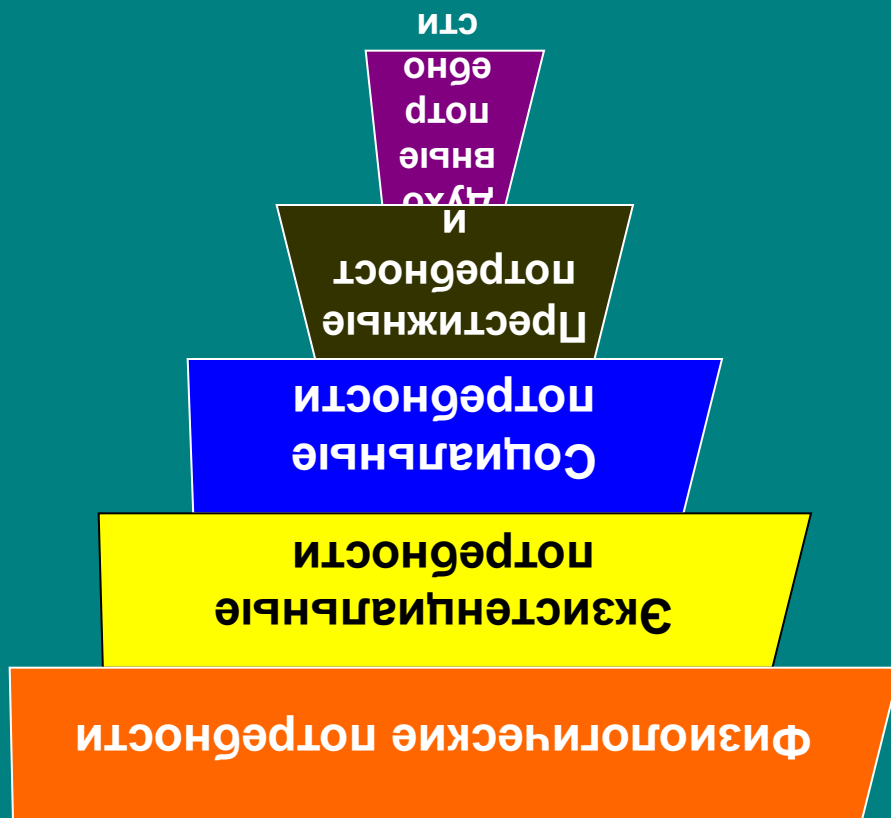 Физиологические потребности
Экзистенциальные
потребности
Социальные
потребности
Престижные
потребност
и
Духо
вные
потр
ебно
сти